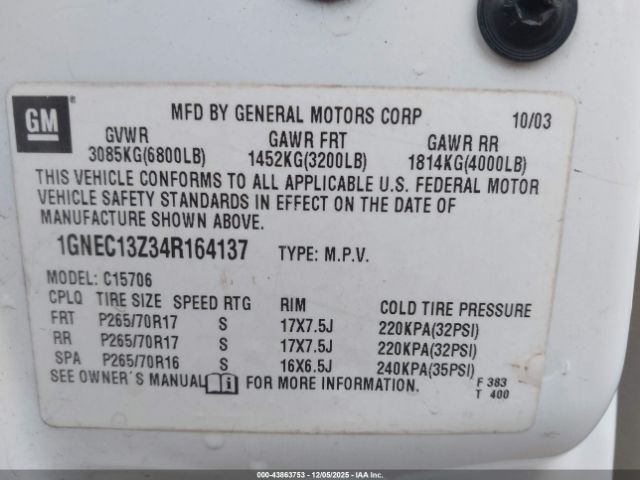 GM ®
MFD BY GENERAL MOTORS CORP 10/03
GVWR GAWR FRT GAWR RR
3085KG(6800LB) 1452KG(3200LB) 1814KG(4000LB)
THIS VEHICLE CONFORMS TO ALL APPLICABLE U.S. FEDERAL MOTOR
VEHICLE SAFETY STANDARDS IN EFFECT ON THE DATE OF
MANUFACTURE SHOWN ABOVE.
1GNEC13Z34R164137 TYPE: M.P.V.
MODEL: C15706
CPLQ TIRE SIZE SPEED RTG RIM COLD TIRE PRESSURE
FRT P265/70R17 S 17X7.5J 220KPA(32PSI)
RR P265/70R17 S 17X7.5J 220KPA(32PSI)
SPA P265/70R16 S 16X6.5J 240KPA(35PSI)
SEE OWNER'S MANUAL i FOR MORE INFORMATION. F 383
T 400
000-43863753 - 12/05/2025 - IAA Inc.